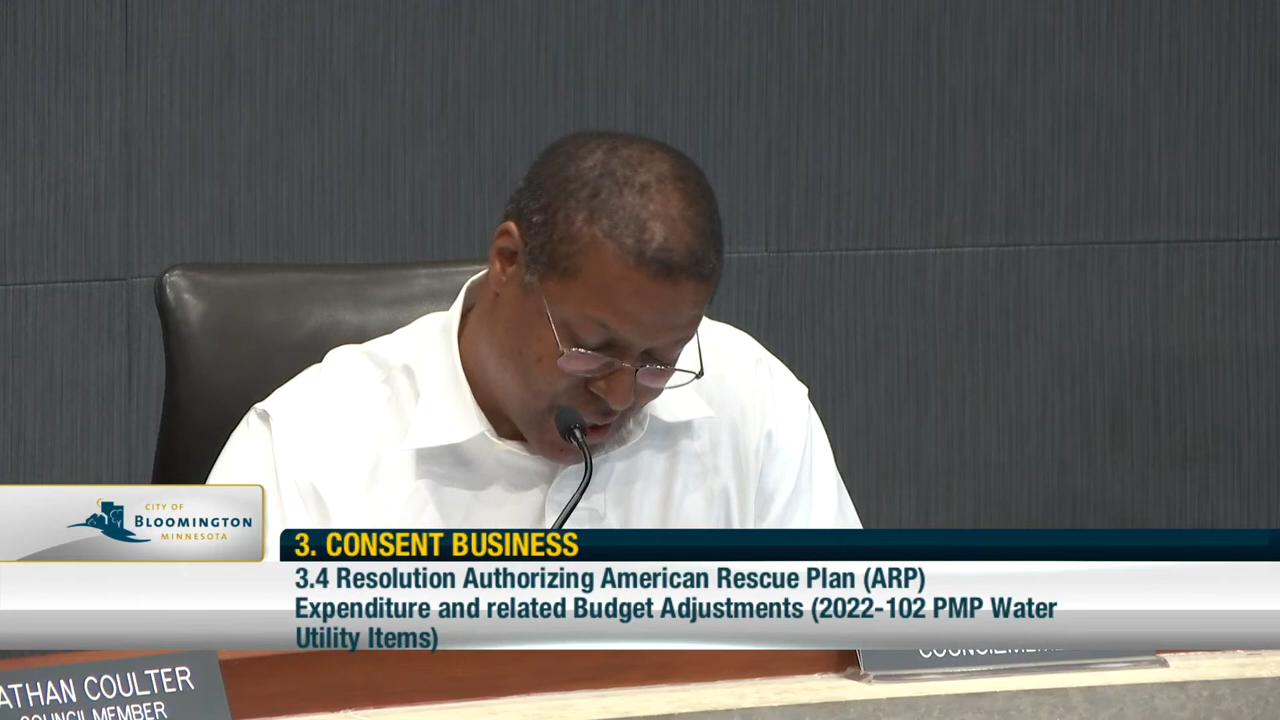 CITY OF
BLOOMINGTON
MINNESOTA
3. CONSENT BUSINESS
3.4 Resolution Authorizing American Rescue Plan (ARP)
Expenditure and related Budget Adjustments (2022-102 PMP Water
Utility Items)
ATHAN COULTER
COUNCILMEMBER